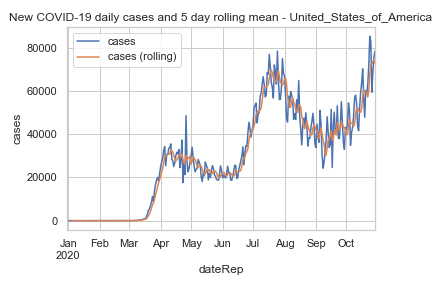 New COVID-19 daily cases and 5 day rolling mean - United_States_of_America
cases
cases (rolling)
80000
60000
40000
20000
0
cases
Jan Feb Mar Apr May Jun Jul Aug Sep Oct
2020
dateRep